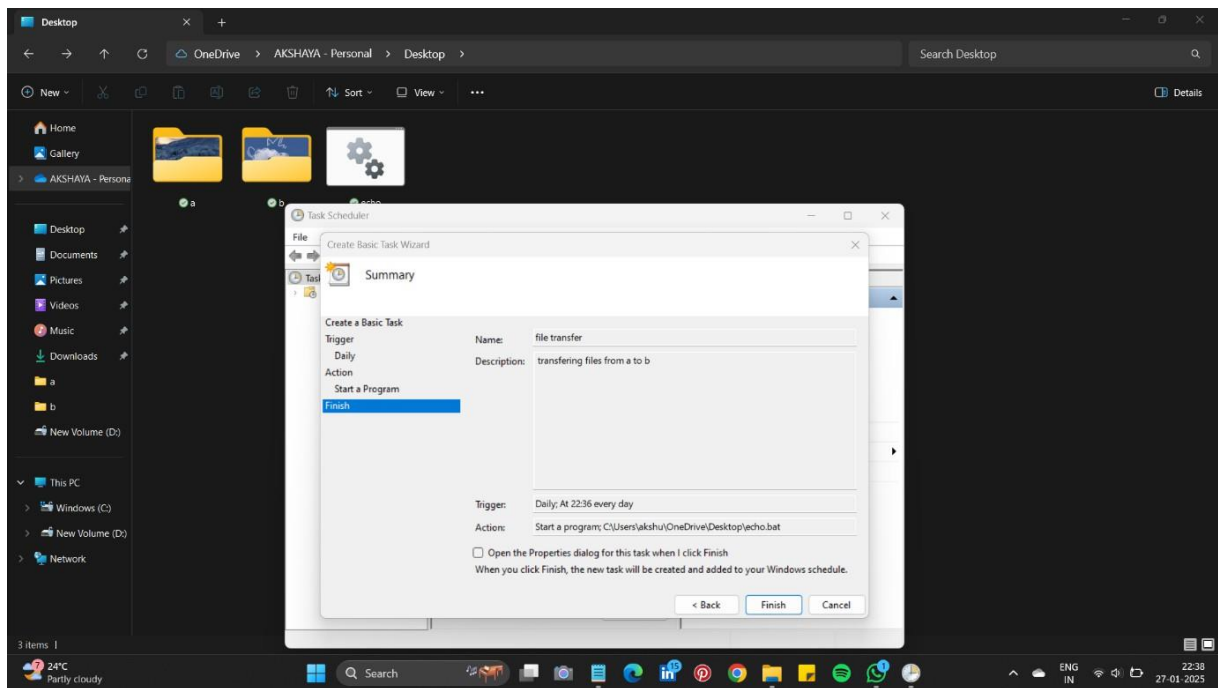 Desktop
OneDrive > AKSHAYA - Personal > Desktop >
Search Desktop
New
Sort
View
Details
Home
Gallery
AKSHAYA - Persona
Desktop
Documents
Pictures
Videos
Music
Downloads
a
b
New Volume (D:)
This PC
Windows (C:)
New Volume (D:)
Network
a
b
echo
Task Scheduler
File
Tas
Create Basic Task Wizard
Summary
Create a Basic Task
Trigger
Daily
Action
Start a Program
Finish
Name: file transfer
Description: transfering files from a to b
Trigger: Daily; At 22:36 every day
Action: Start a program; C:\Users\akshu\OneDrive\Desktop\echo.bat
Open the Properties dialog for this task when I click Finish
When you click Finish, the new task will be created and added to your Windows schedule.
< Back Finish Cancel
3 items
7
24°C
Partly cloudy
Search
15
1
ENG
IN
22:38
27-01-2025